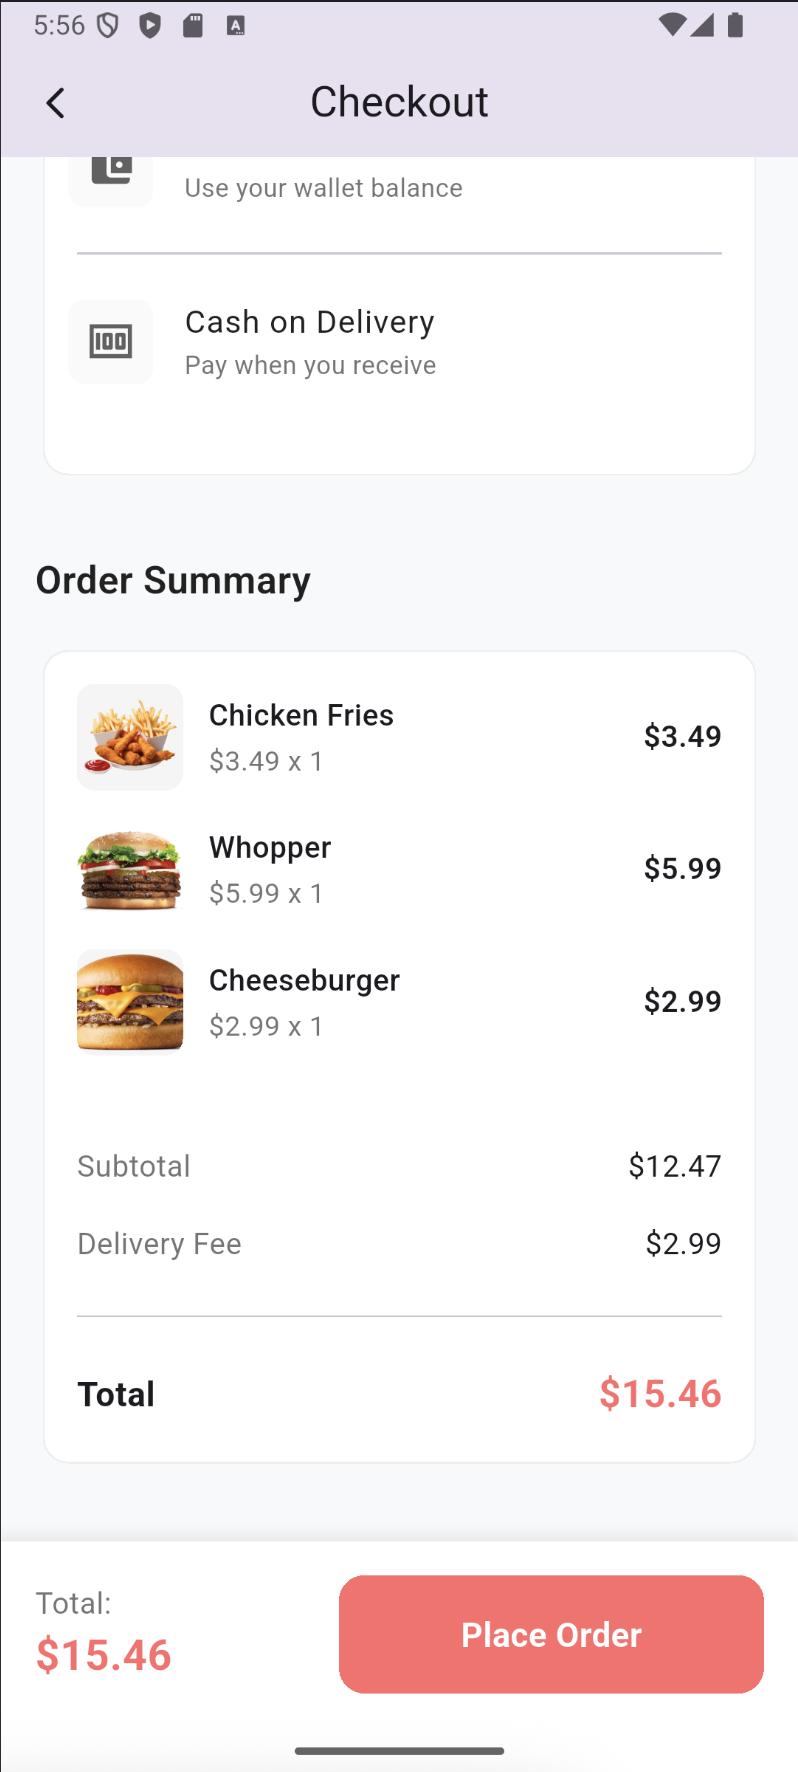 5:56
Checkout
Use your wallet balance
Cash on Delivery
Pay when you receive
Order Summary
Chicken Fries
$3.49 x 1
$3.49
Whopper
$5.99 x 1
$5.99
Cheeseburger
$2.99 x 1
$2.99
Subtotal
$12.47
Delivery Fee
$2.99
Total
$15.46
Total:
$15.46
Place Order